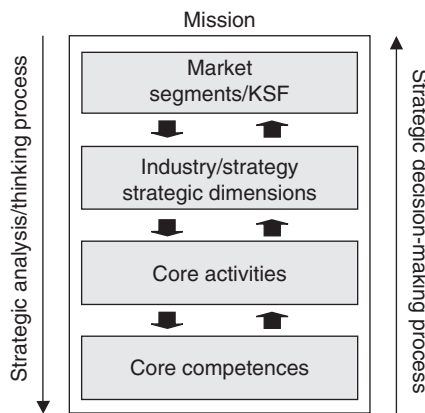 Mission
Strategic analysis/thinking process
Market
segments/KSF
Industry/strategy
strategic dimensions
Core activities
Core competences
Strategic decision-making process